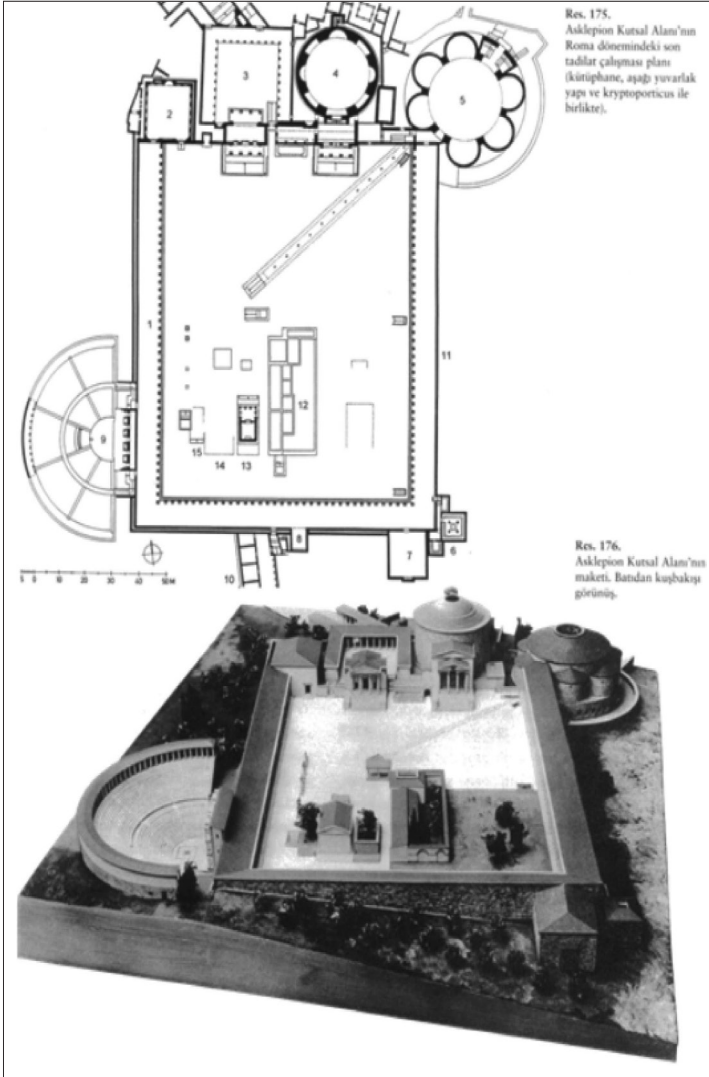 Res. 175.
Asklepion Kutsal Alanı'nın
Roma dönemindeki son
tadilat çalışması planı
(kütüphane, aşağı yuvarlak
yapı ve kryptoporticus ile
birlikte).
3
4
5
2
1
11
12
9
15
14
13
8
7
6
10
5 0 10 20 30 40 50M
Res. 176.
Asklepion Kutsal Alanı'nın
maketi. Batıdan kuşbakışı
görünüş.